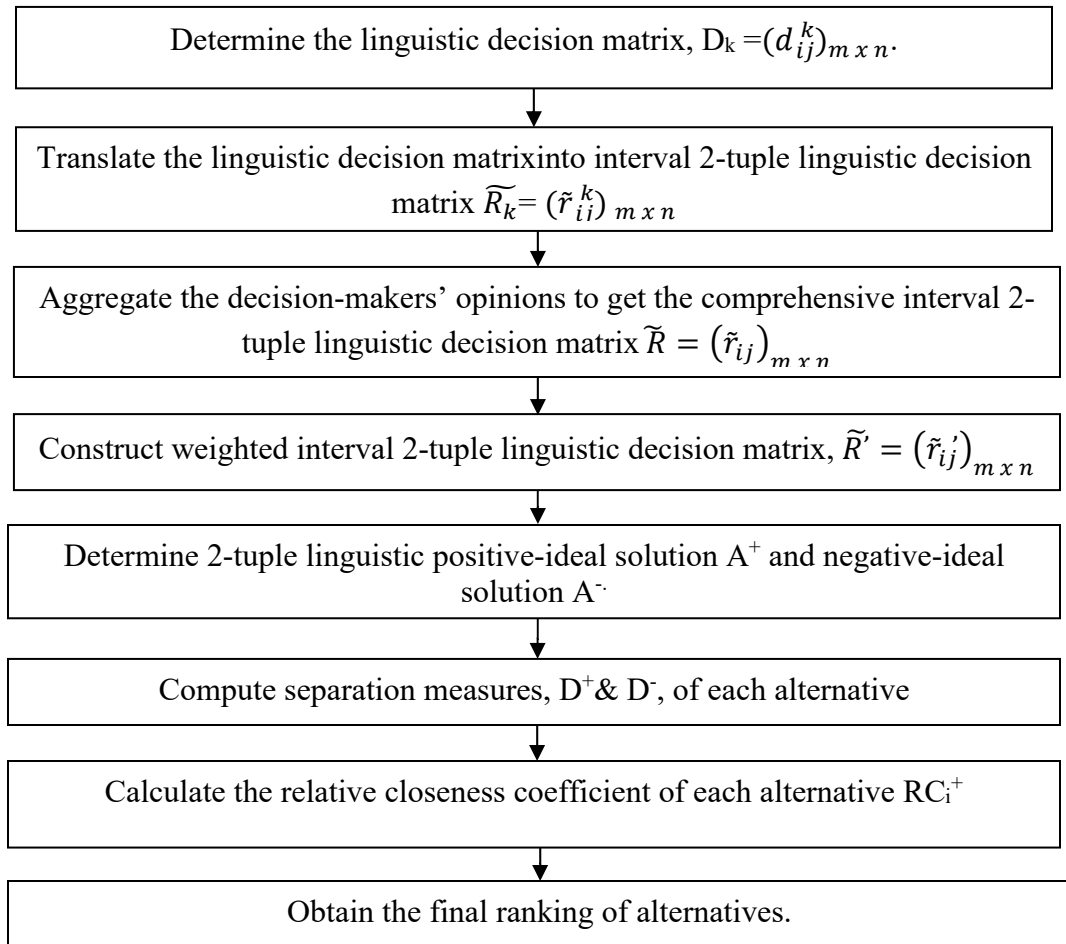 Determine the linguistic decision matrix, Dₖ =(𝑑ᵢⱼᵏ)ₘ ₓ ₙ.
Translate the linguistic decision matrixinto interval 2-tuple linguistic decision
matrix R̃ₖ= (r̃ᵢⱼᵏ) ₘ ₓ ₙ
Aggregate the decision-makers’ opinions to get the comprehensive interval 2-
tuple linguistic decision matrix R̃ = (r̃ᵢⱼ)ₘ ₓ ₙ
Construct weighted interval 2-tuple linguistic decision matrix, R̃’ = (r̃ᵢⱼ’)ₘ ₓ ₙ
Determine 2-tuple linguistic positive-ideal solution A⁺ and negative-ideal
solution A⁻·
Compute separation measures, D⁺& D⁻, of each alternative
Calculate the relative closeness coefficient of each alternative RCᵢ⁺
Obtain the final ranking of alternatives.